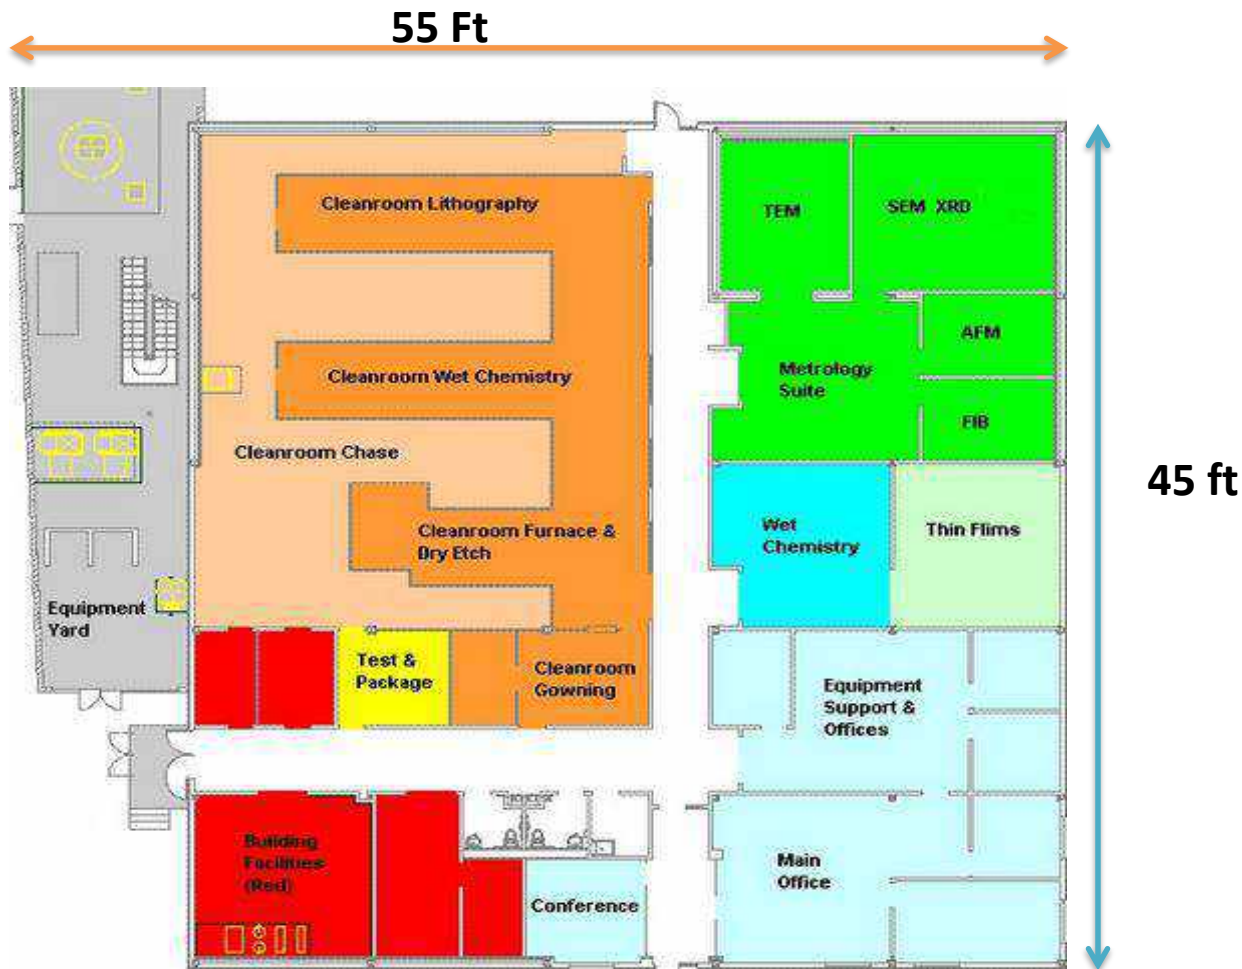 55 Ft
Cleanroom Lithography
TEM
SEM XRD
AFM
Cleanroom Wet Chemistry
Metrology
Suite
FIB
Cleanroom Chase
45 ft
Cleanroom Furnace &
Dry Etch
Wet
Chemistry
Thin Flims
Equipment
Yard
Test &
Package
Cleanroom
Gowning
Equipment
Support &
Offices
Building
Facilities
(Red)
Main
Office
Conference